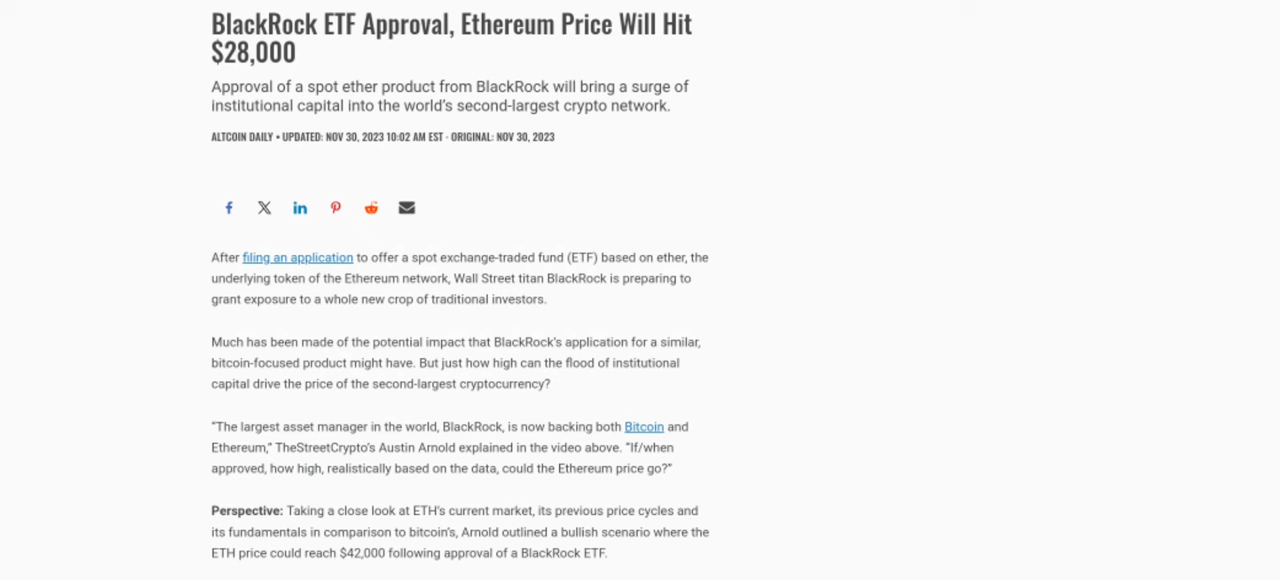 BlackRock ETF Approval, Ethereum Price Will Hit
$28,000
Approval of a spot ether product from BlackRock will bring a surge of
institutional capital into the world's second-largest crypto network.
ALTCOIN DAILY • UPDATED: NOV 30, 2023 10:02 AM EST - ORIGINAL: NOV 30, 2023
After filing an application to offer a spot exchange-traded fund (ETF) based on ether, the
underlying token of the Ethereum network, Wall Street titan BlackRock is preparing to
grant exposure to a whole new crop of traditional investors.
Much has been made of the potential impact that BlackRock's application for a similar,
bitcoin-focused product might have. But just how high can the flood of institutional
capital drive the price of the second-largest cryptocurrency?
"The largest asset manager in the world, BlackRock, is now backing both Bitcoin and
Ethereum," TheStreetCrypto's Austin Arnold explained in the video above. "If/when
approved, how high, realistically based on the data, could the Ethereum price go?"
Perspective: Taking a close look at ETH's current market, its previous price cycles and
its fundamentals in comparison to bitcoin's, Arnold outlined a bullish scenario where the
ETH price could reach $42,000 following approval of a BlackRock ETF.